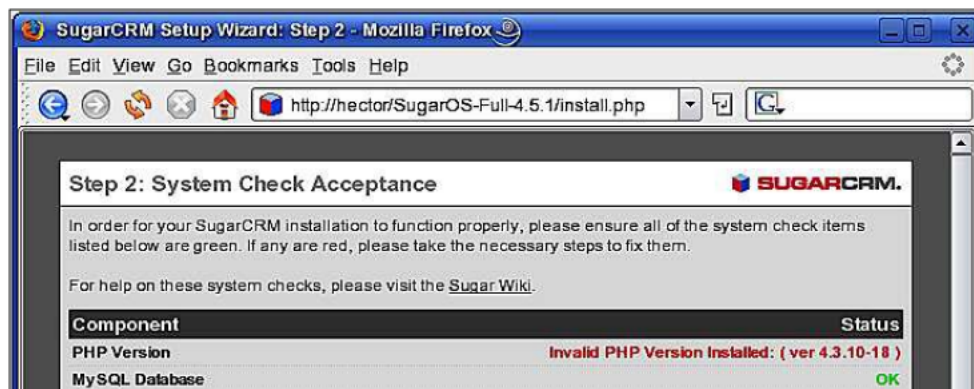 SugarCRM Setup Wizard: Step 2 - Mozilla Firefox
File Edit View Go Bookmarks Tools Help
http://hector/SugarOS-Full-4.5.1/install.php
G
Step 2: System Check Acceptance
SUGARCRM.
In order for your SugarCRM installation to function properly, please ensure all of the system check items
listed below are green. If any are red, please take the necessary steps to fix them.
For help on these system checks, please visit the Sugar Wiki.
Component Status
PHP Version Invalid PHP Version Installed: ( ver 4.3.10-18 )
MySQL Database OK